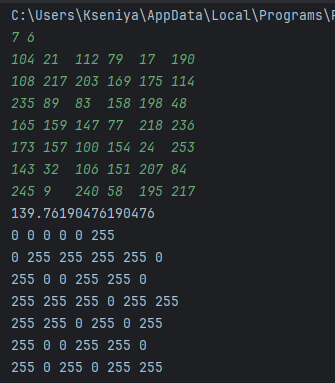 C:\Users\Kseniya\AppData\Local\Programs\P
7 6
104 21 112 79 17 190
108 217 203 169 175 114
235 89 83 158 198 48
165 159 147 77 218 236
173 157 100 154 24 253
143 32 106 151 207 84
245 9 240 58 195 217
139.76190476190476
0 0 0 0 0 255
0 255 255 255 255 0
255 0 0 255 255 0
255 255 255 0 255 255
255 255 0 255 0 255
255 0 0 255 255 0
255 0 255 0 255 255